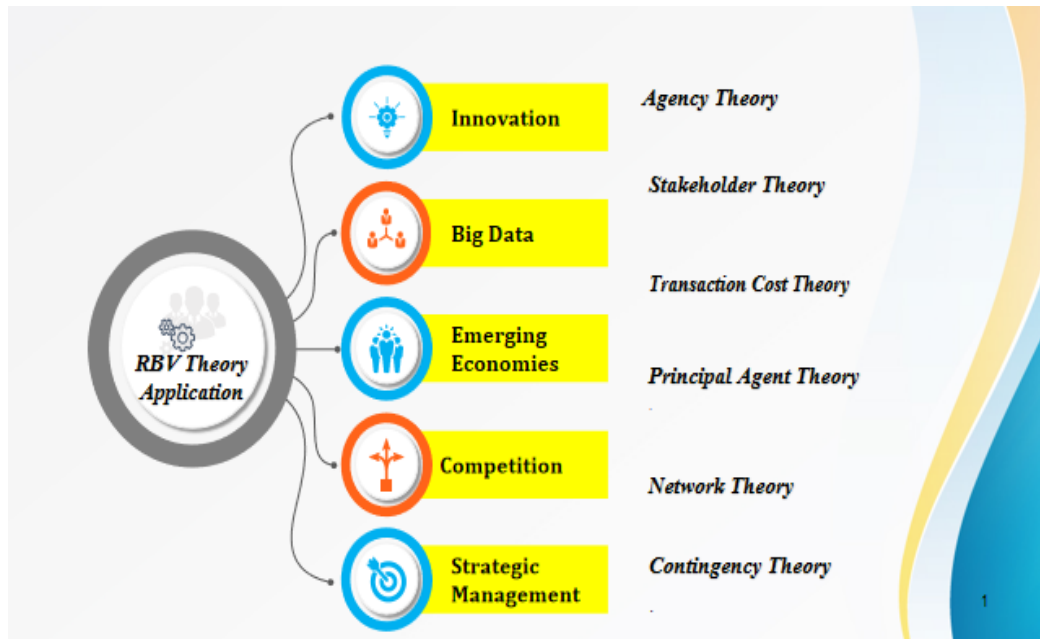 RBV Theory
Application
Innovation
Big Data
Emerging
Economies
Competition
Strategic
Management
Agency Theory
Stakeholder Theory
Transaction Cost Theory
Principal Agent Theory
.
Network Theory
Contingency Theory
.
1